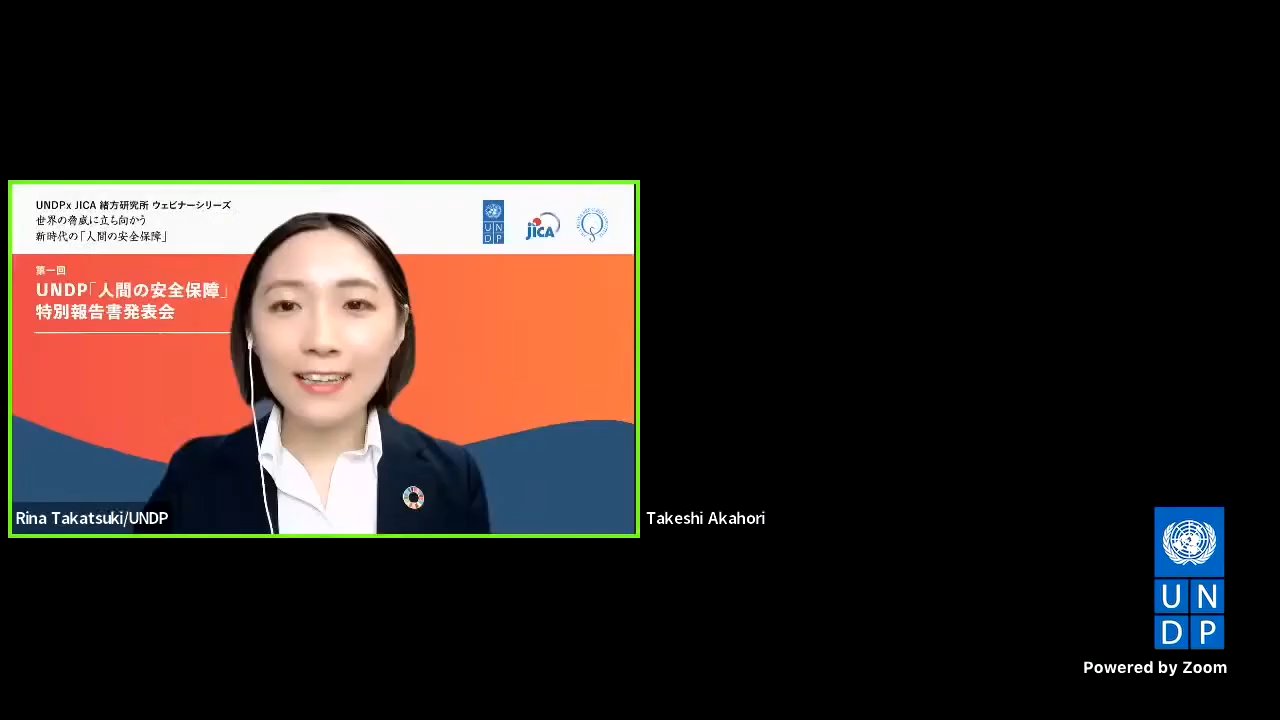 UNDPx JICA 緒方研究所 ウェビナーシリーズ
世界の脅威に立ち向かう
新時代の「人間の安全保障」
U N
D P
JICA
第一回
UNDP「人間の安全保障」
特別報告書発表会
Rina Takatsuki/UNDP
Takeshi Akahori
U N
D P
Powered by Zoom